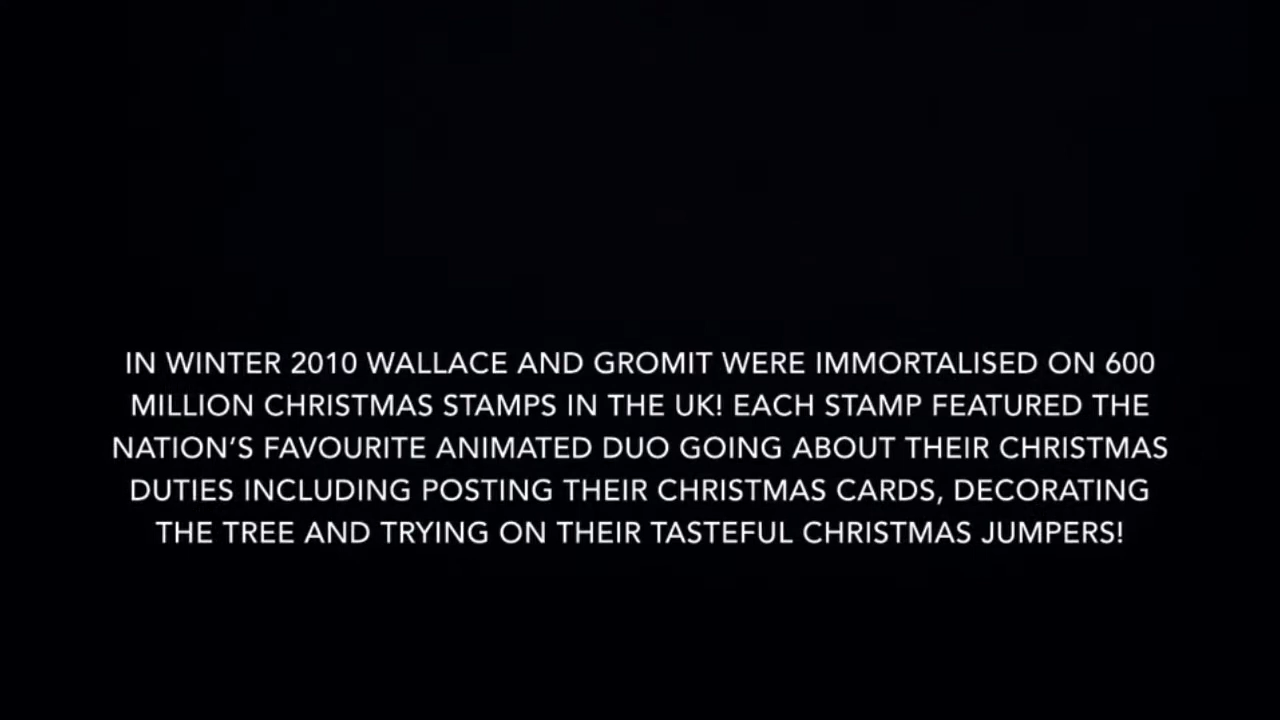 IN WINTER 2010 WALLACE AND GROMIT WERE IMMORTALISED ON 600
MILLION CHRISTMAS STAMPS IN THE UK! EACH STAMP FEATURED THE
NATION’S FAVOURITE ANIMATED DUO GOING ABOUT THEIR CHRISTMAS
DUTIES INCLUDING POSTING THEIR CHRISTMAS CARDS, DECORATING
THE TREE AND TRYING ON THEIR TASTEFUL CHRISTMAS JUMPERS!